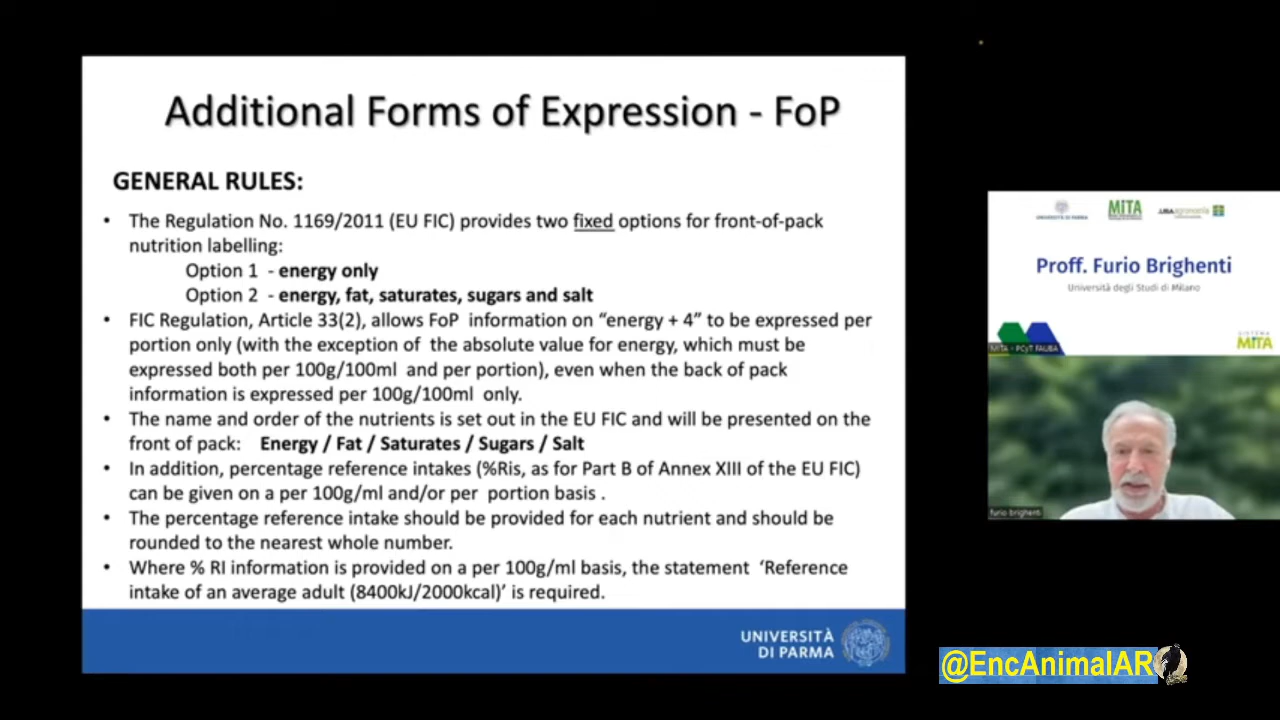 Additional Forms of Expression - FoP
GENERAL RULES:
• The Regulation No. 1169/2011 (EU FIC) provides two fixed options for front-of-pack
nutrition labelling:
Option 1 - energy only
Option 2 - energy, fat, saturates, sugars and salt
• FIC Regulation, Article 33(2), allows FoP information on “energy + 4” to be expressed per
portion only (with the exception of the absolute value for energy, which must be
expressed both per 100g/100ml and per portion), even when the back of pack
information is expressed per 100g/100ml only.
• The name and order of the nutrients is set out in the EU FIC and will be presented on the
front of pack: Energy / Fat / Saturates / Sugars / Salt
• In addition, percentage reference intakes (%Ris, as for Part B of Annex XIII of the EU FIC)
can be given on a per 100g/ml and/or per portion basis .
• The percentage reference intake should be provided for each nutrient and should be
rounded to the nearest whole number.
• Where % RI information is provided on a per 100g/ml basis, the statement ‘Reference
intake of an average adult (8400kJ/2000kcal)’ is required.
UNIVERSITÀ
DI PARMA
UNIVERSITÀ DI PARMA
MITA
.UBAagronomia
Proff. Furio Brighenti
Università degli Studi di Milano
MITA - PCyT FAUBA
SISTEMA
MITA
furio brighenti
@EncAnimalAR